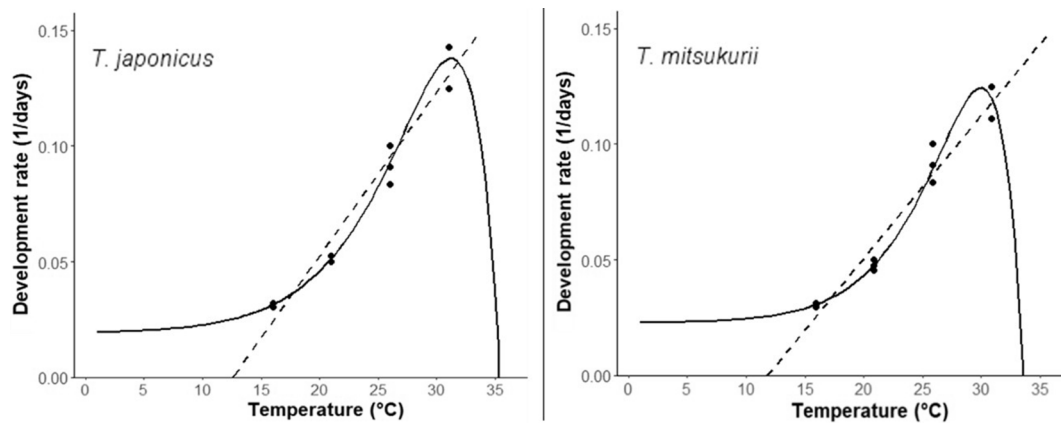 T. japonicus
Development rate (1/days)
0.15
0.10
0.05
0.00
0 5 10 15 20 25 30 35
Temperature (°C)
T. mitsukurii
Development rate (1/days)
0.15
0.10
0.05
0.00
0 5 10 15 20 25 30 35
Temperature (°C)